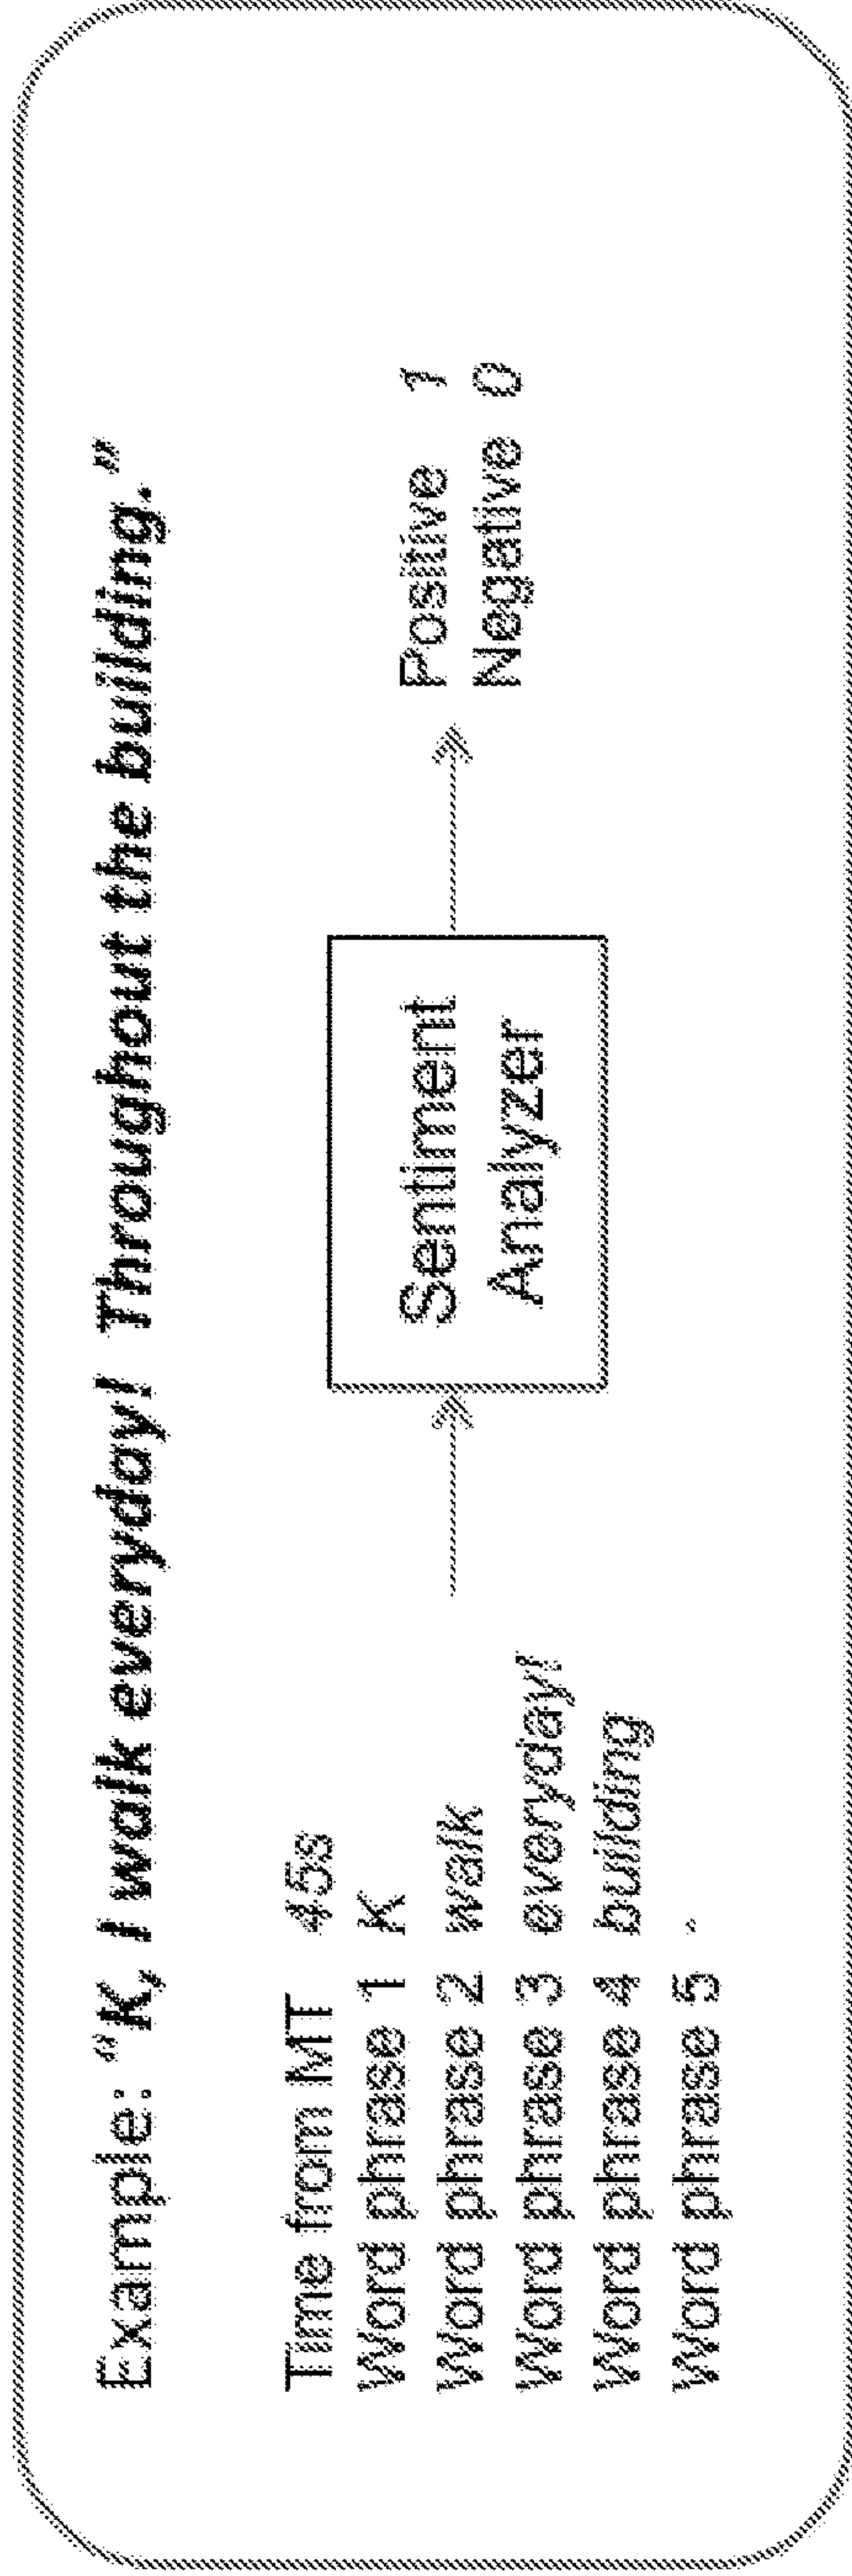 Example: "K, I walk everyday! Throughout the building."
Time from MT 45s
Word phrase 1 K
Word phrase 2 walk
Word phrase 3 everyday!
Word phrase 4 building
Word phrase 5 .
Sentiment
Analyzer
Positive 1
Negative 0